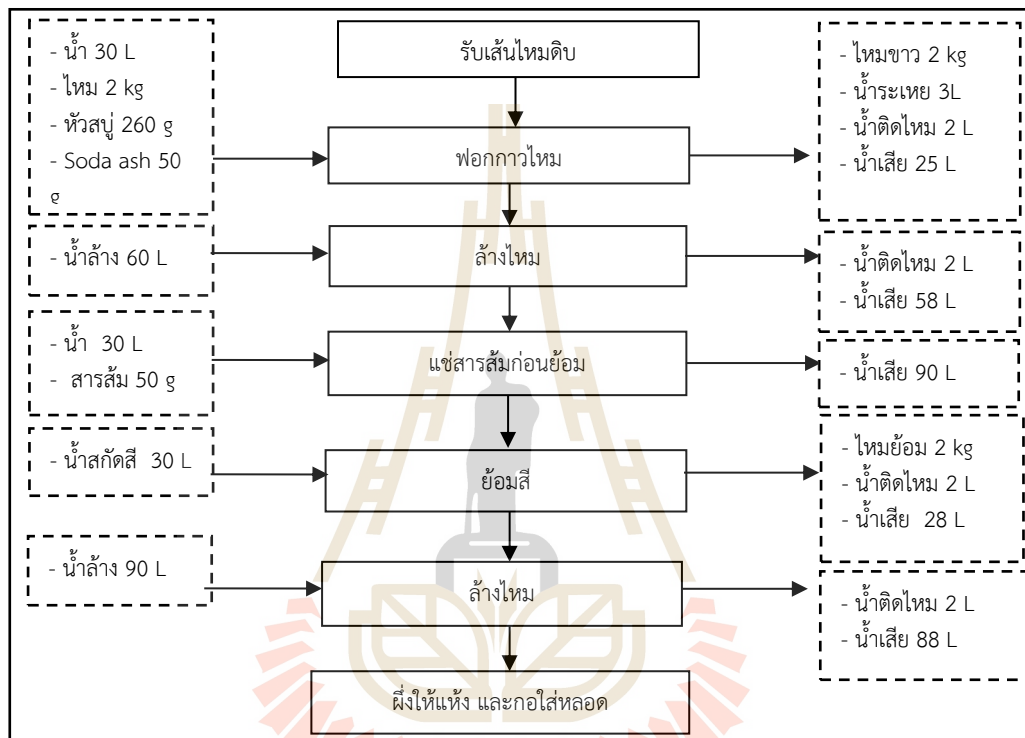 รับเส้นไหมดิบ
- น้ำ 30 L
- ไหม 2 kg
- หัวสบู่ 260 g
- Soda ash 50
g
ฟอกกาวไหม
- ไหมขาว 2 kg
- น้ำระเหย 3L
- น้ำติดไหม 2 L
- น้ำเสีย 25 L
- น้ำล้าง 60 L
ล้างไหม
- น้ำติดไหม 2 L
- น้ำเสีย 58 L
- น้ำ 30 L
- สารส้ม 50 g
แช่สารส้มก่อนย้อม
- น้ำเสีย 90 L
- น้ำสกัดสี 30 L
ย้อมสี
- ไหมย้อม 2 kg
- น้ำติดไหม 2 L
- น้ำเสีย 28 L
- น้ำล้าง 90 L
ล้างไหม
- น้ำติดไหม 2 L
- น้ำเสีย 88 L
ผึ่งให้แห้ง และกอใส่หลอด